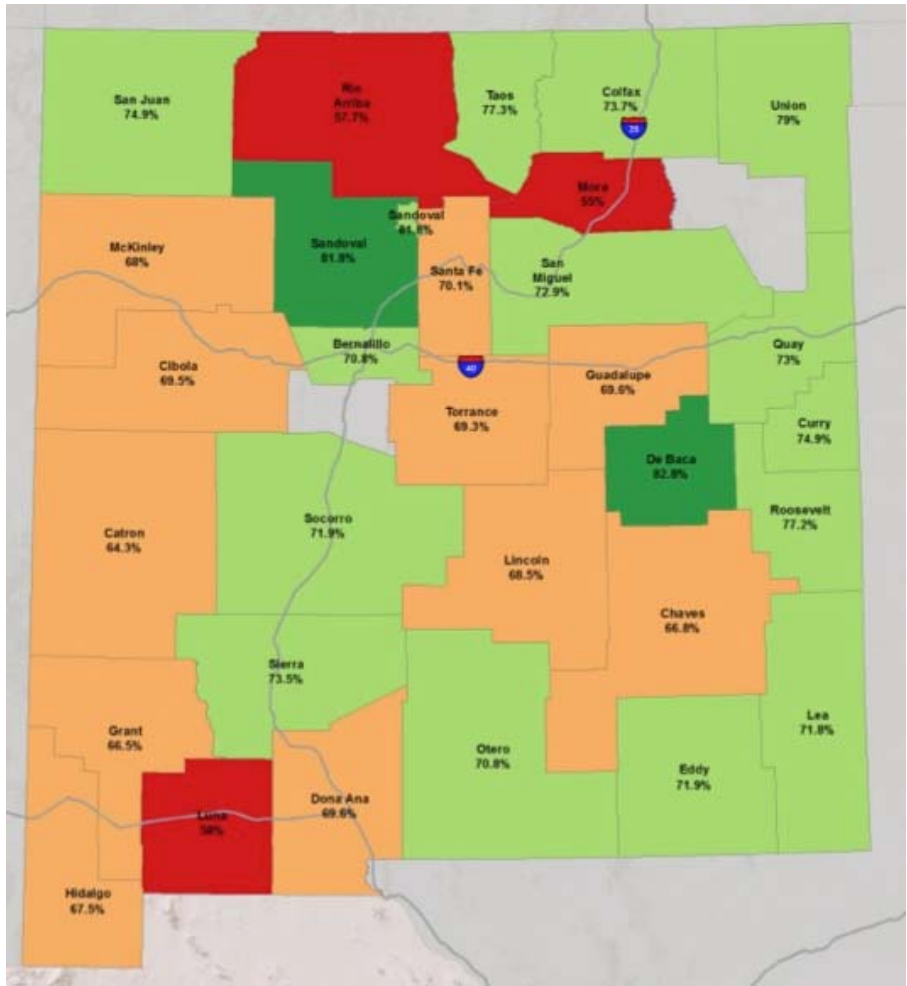 San Juan
74.9%
Rio
Arriba
57.7%
Taos
77.3%
Colfax
73.7%
25
Union
79%
Mora
55%
McKinley
68%
Sandoval
81.8%
Sandoval
81.8%
Santa Fe
70.1%
San
Miguel
72.9%
Cibola
69.5%
Bernalillo
70.8%
40
Torrance
69.3%
Guadalupe
69.6%
Quay
73%
Curry
74.9%
De Baca
82.8%
Roosevelt
77.2%
Catron
64.3%
Socorro
71.9%
Lincoln
68.5%
Chaves
66.8%
Sierra
73.5%
Grant
66.5%
Otero
70.8%
Eddy
71.9%
Lea
71.8%
Luna
58%
Dona Ana
69.6%
Hidalgo
67.5%